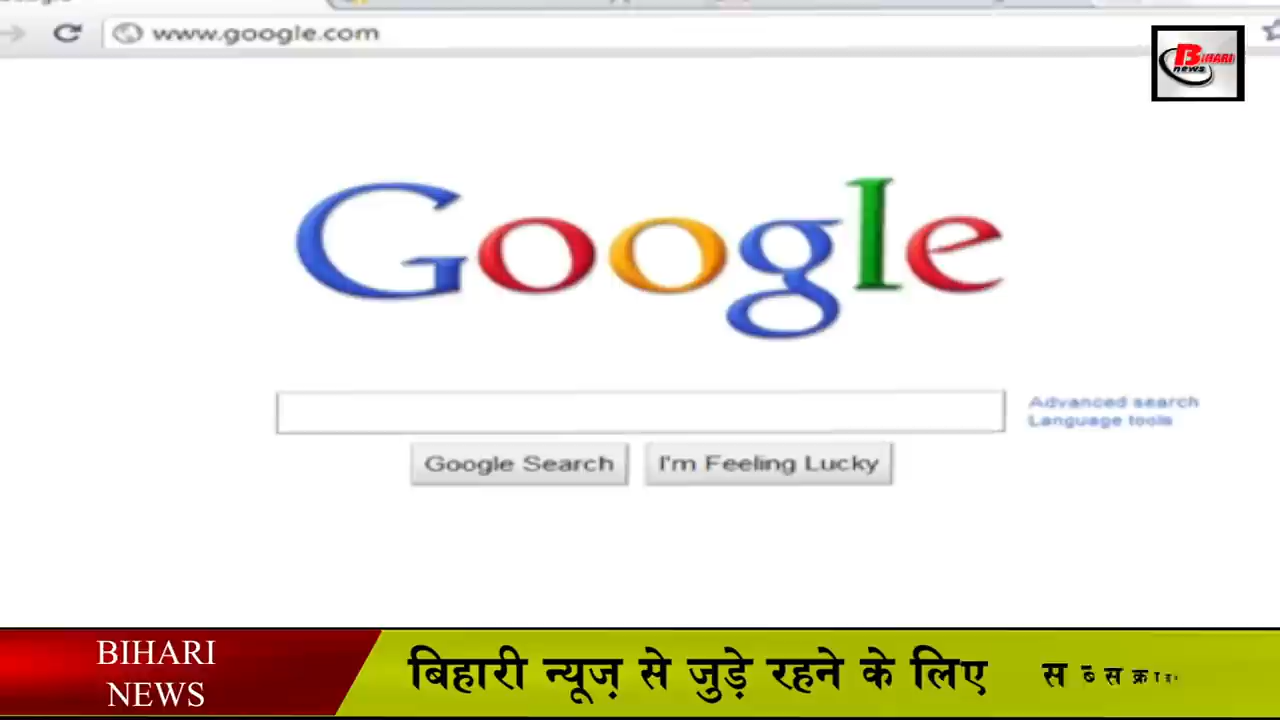 www.google.com
BIHARI
news
Google
Advanced search
Language tools
Google Search
I'm Feeling Lucky
BIHARI
NEWS
बिहारी न्यूज़ से जुड़े रहने के लिए